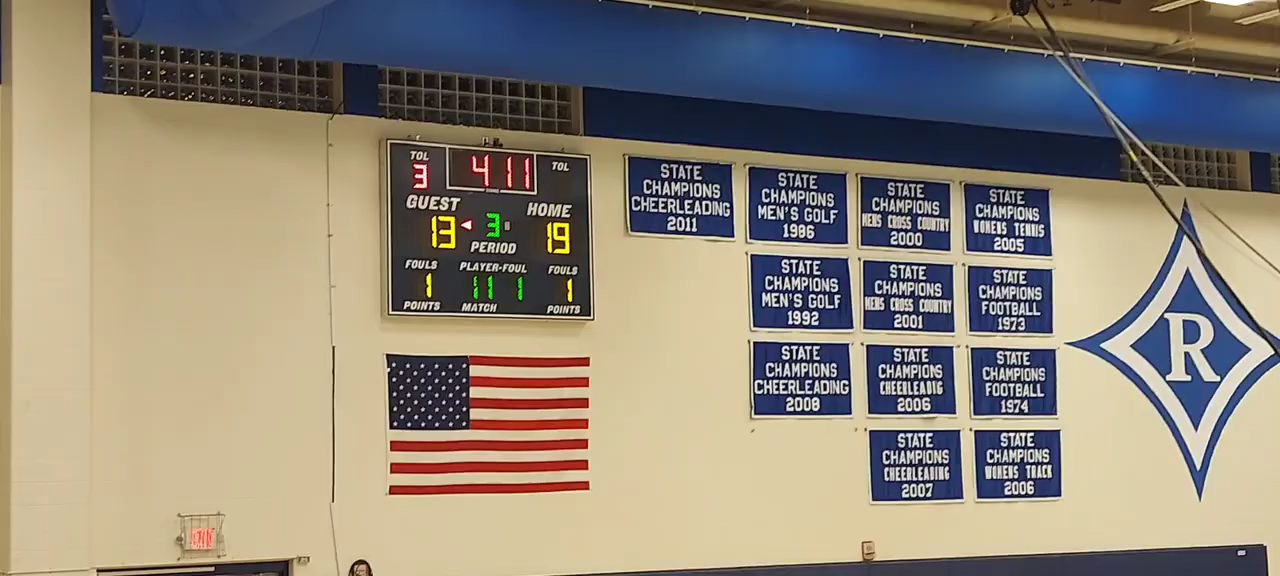 TOL
3
4 11
TOL
GUEST
HOME
13
3
19
PERIOD
FOULS
PLAYER-FOUL
FOULS
1
11 1
1
POINTS
MATCH
POINTS
STATE
CHAMPIONS
CHEERLEADING
2011
STATE
CHAMPIONS
MEN'S GOLF
1986
STATE
CHAMPIONS
MENS CROSS COUNTRY
2000
STATE
CHAMPIONS
WOMENS TENNIS
2005
STATE
CHAMPIONS
MEN'S GOLF
1992
STATE
CHAMPIONS
MENS CROSS COUNTRY
2001
STATE
CHAMPIONS
FOOTBALL
1973
STATE
CHAMPIONS
CHEERLEADING
2008
STATE
CHAMPIONS
CHEERLEADING
2006
STATE
CHAMPIONS
FOOTBALL
1974
STATE
CHAMPIONS
CHEERLEADING
2007
STATE
CHAMPIONS
WOMENS TRACK
2006
R